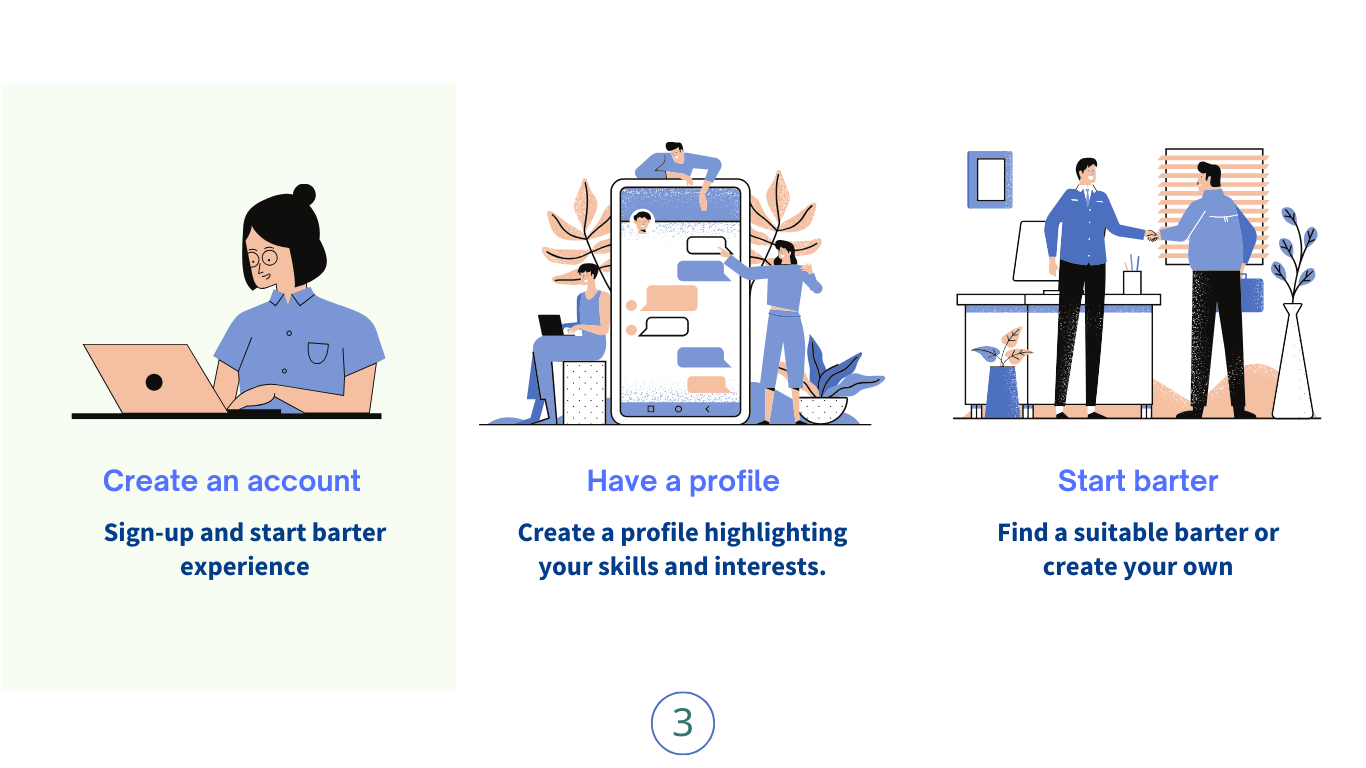 Create an account
Sign-up and start barter
experience
Have a profile
Create a profile highlighting
your skills and interests.
Start barter
Find a suitable barter or
create your own
3